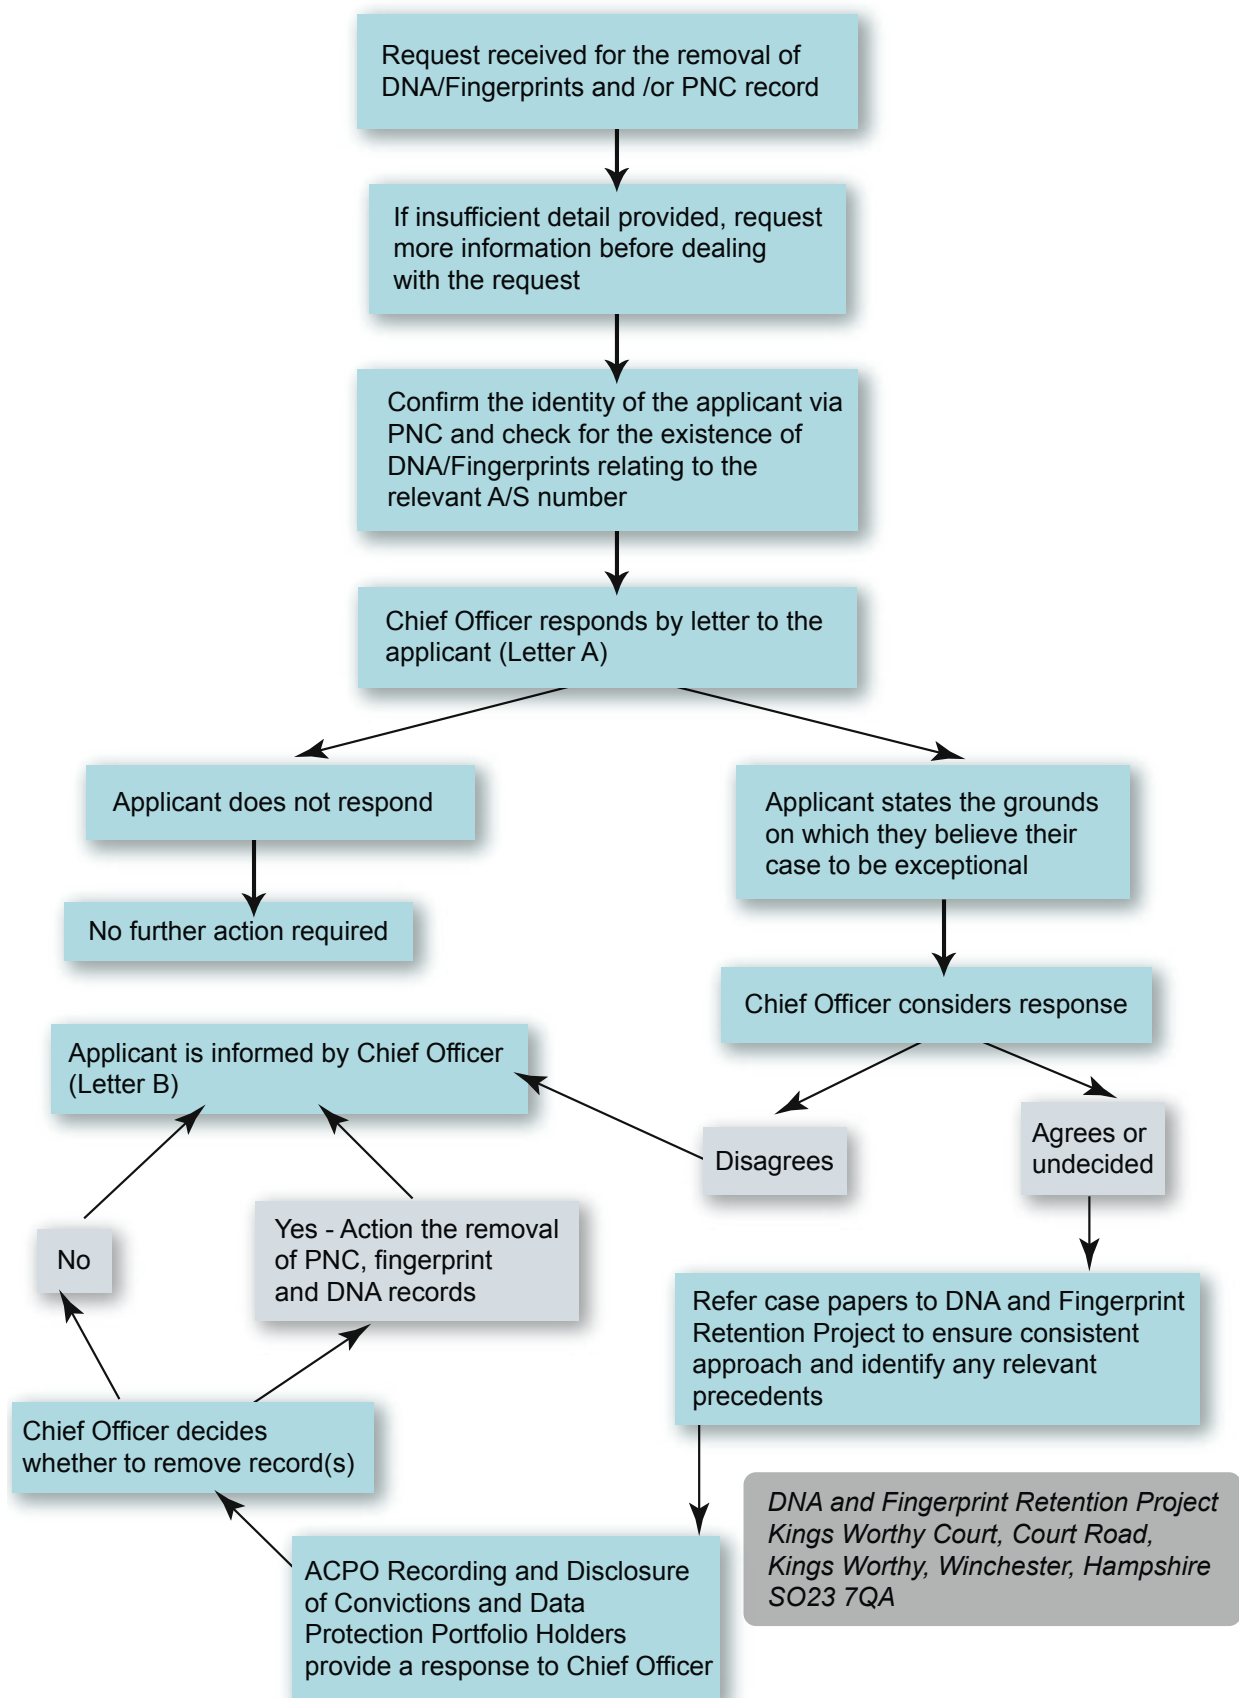 Request received for the removal of
DNA/Fingerprints and /or PNC record
If insufficient detail provided, request
more information before dealing
with the request
Confirm the identity of the applicant via
PNC and check for the existence of
DNA/Fingerprints relating to the
relevant A/S number
Chief Officer responds by letter to the
applicant (Letter A)
Applicant does not respond
No further action required
Applicant states the grounds
on which they believe their
case to be exceptional
Chief Officer considers response
Applicant is informed by Chief Officer
(Letter B)
Disagrees
Agrees or
undecided
No
Yes - Action the removal
of PNC, fingerprint
and DNA records
Refer case papers to DNA and Fingerprint
Retention Project to ensure consistent
approach and identify any relevant
precedents
Chief Officer decides
whether to remove record(s)
DNA and Fingerprint Retention Project
Kings Worthy Court, Court Road,
Kings Worthy, Winchester, Hampshire
SO23 7QA
ACPO Recording and Disclosure
of Convictions and Data
Protection Portfolio Holders
provide a response to Chief Officer